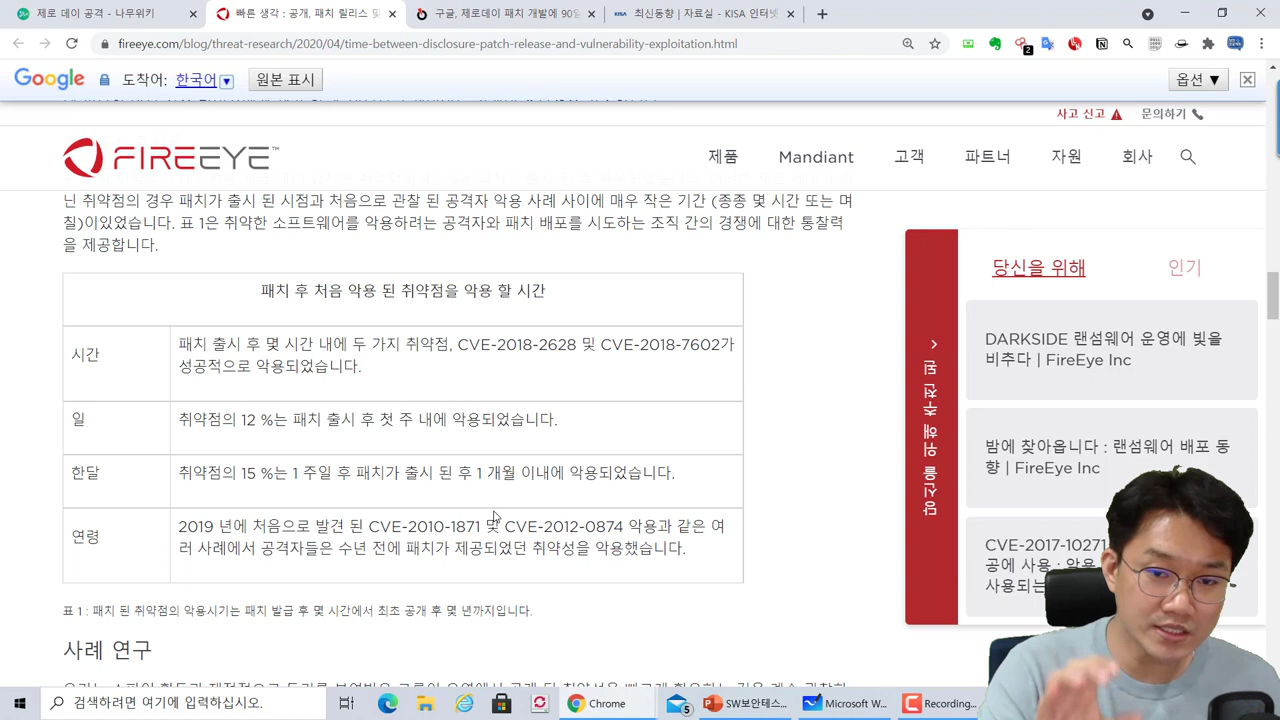 제로데이 공격 - 나무위키
빠른 생각 : 공개, 패치 릴리스 및
구글, 제로데이 패치 개발에 90일
최신동향 | 자료실 - KISA 인터넷
fireeye.com/blog/threat-research/2020/04/time-between-disclosure-patch-release-and-vulnerability-exploitation.html
Google 도착어: 한국어 원본 표시 옵션 ▼
사고 신고 문의하기
FIREEYE™
제품 Mandiant 고객 파트너 자원 회사
닌 취약점의 경우 패치가 출시 된 시점과 처음으로 관찰 된 공격자 악용 사례 사이에 매우 작은 기간 (종종 몇 시간 또는 며
칠)이있었습니다. 표 1은 취약한 소프트웨어를 악용하려는 공격자와 패치 배포를 시도하는 조직 간의 경쟁에 대한 통찰력
을 제공합니다.
패치 후 처음 악용 된 취약점을 악용 할 시간
시간
패치 출시 후 몇 시간 내에 두 가지 취약점, CVE-2018-2628 및 CVE-2018-7602가
성공적으로 악용되었습니다.
일
취약점의 12 %는 패치 출시 후 첫 주 내에 악용되었습니다.
한달
취약점의 15 %는 1 주일 후 패치가 출시 된 후 1 개월 이내에 악용되었습니다.
연령
2019 년에 처음으로 발견 된 CVE-2010-1871 및 CVE-2012-0874 악용과 같은 여
러 사례에서 공격자들은 수년 전에 패치가 제공되었던 취약성을 악용했습니다.
표 1 : 패치 된 취약점의 악용시기는 패치 발급 후 몇 시간에서 최초 공개 후 몇 년까지입니다.
사례 연구
당신을 위해 추천 된
당신을 위해 인기
DARKSIDE 랜섬웨어 운영에 빛을
비추다 | FireEye Inc
밤에 찾아옵니다 : 랜섬웨어 배포 동
향 | FireEye Inc
CVE-2017-10271
공에 사용 : 악용
사용되는
검색하려면 여기에 입력하십시오.
Chrome
5
SW보안테스...
Microsoft W...
Recording...